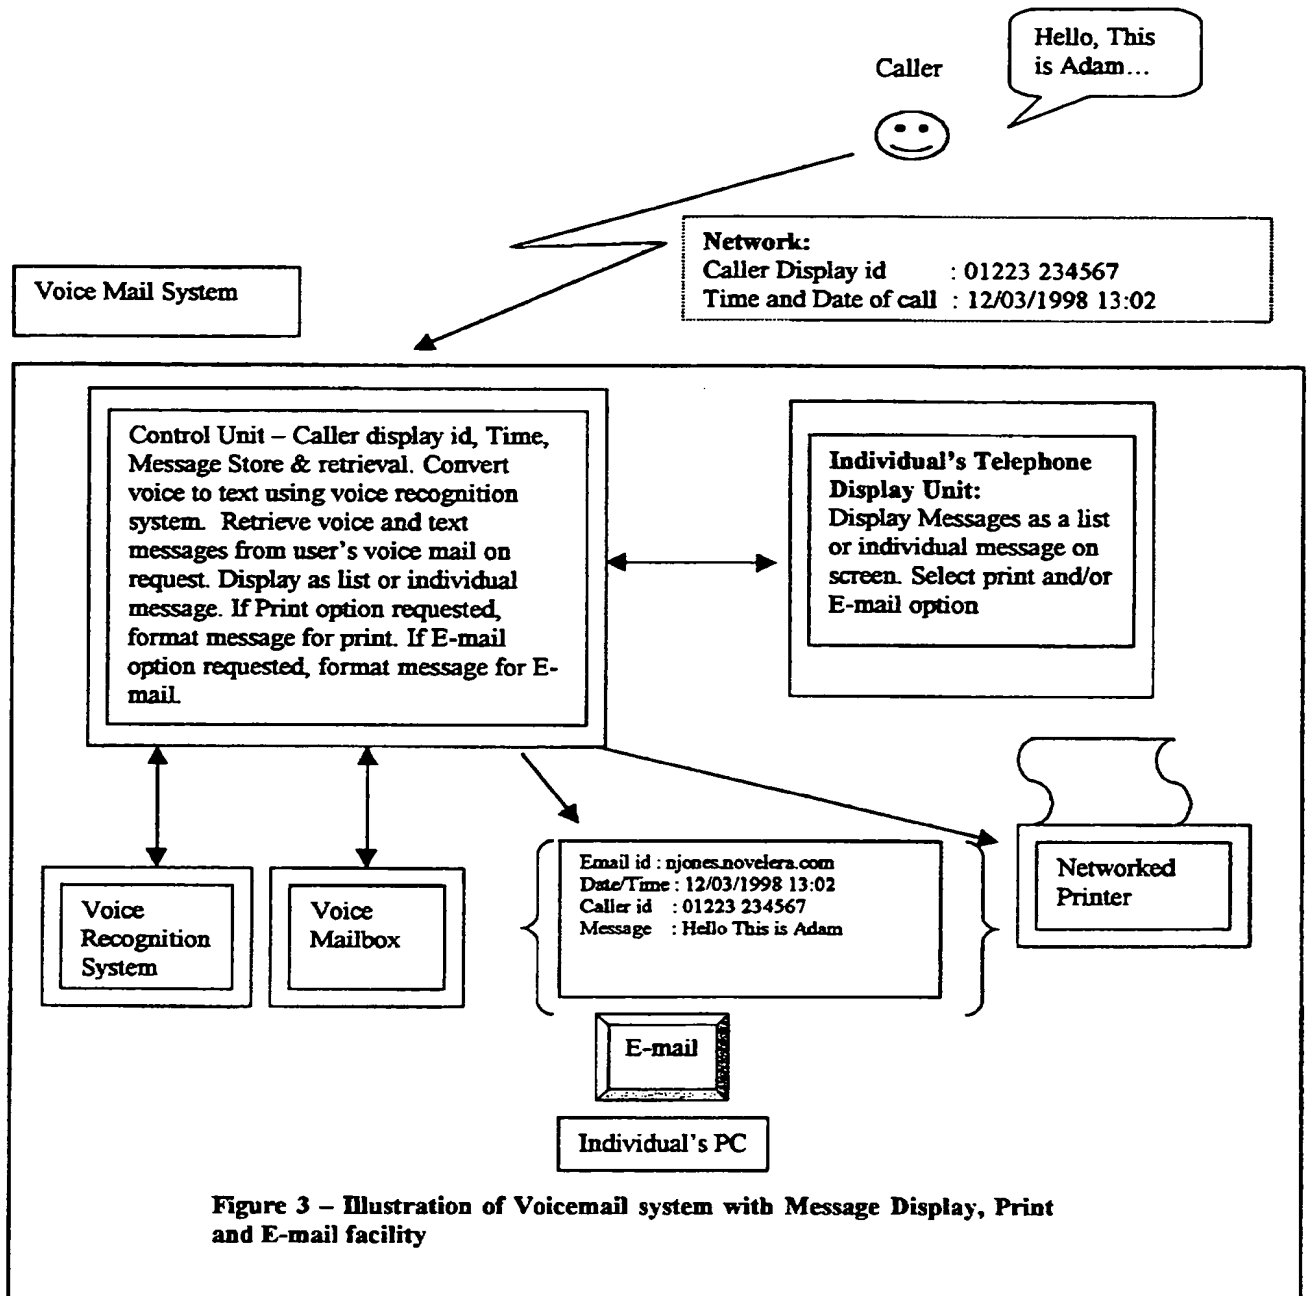 Hello, This
is Adam...
Caller
Network:
Caller Display id : 01223 234567
Time and Date of call : 12/03/1998 13:02
Voice Mail System
Control Unit – Caller display id, Time,
Message Store & retrieval. Convert
voice to text using voice recognition
system. Retrieve voice and text
messages from user's voice mail on
request. Display as list or individual
message. If Print option requested,
format message for print. If E-mail
option requested, format message for E-
mail.
Individual's Telephone
Display Unit:
Display Messages as a list
or individual message on
screen. Select print and/or
E-mail option
Voice
Recognition
System
Voice
Mailbox
Email id : njones.novelera.com
Date/Time : 12/03/1998 13:02
Caller id : 01223 234567
Message : Hello This is Adam
Networked
Printer
E-mail
Individual's PC
Figure 3 – Illustration of Voicemail system with Message Display, Print
and E-mail facility